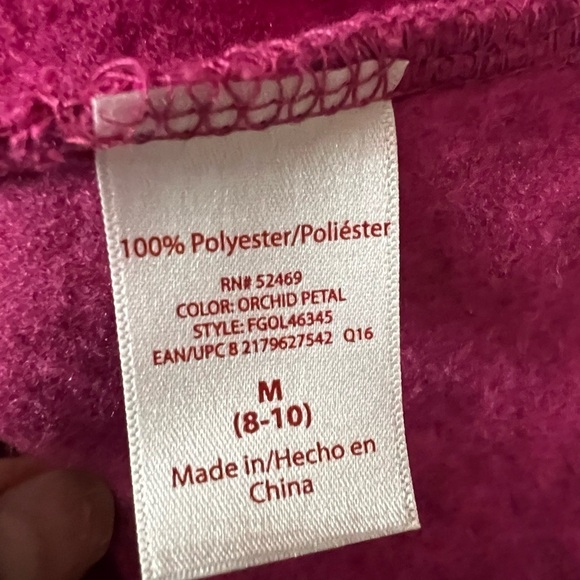 100% Polyester/Poliéster
RN# 52469
COLOR: ORCHID PETAL
STYLE: FGOL46345
EAN/UPC 8 2179627542 Q16
M
(8-10)
Made in/Hecho en
China